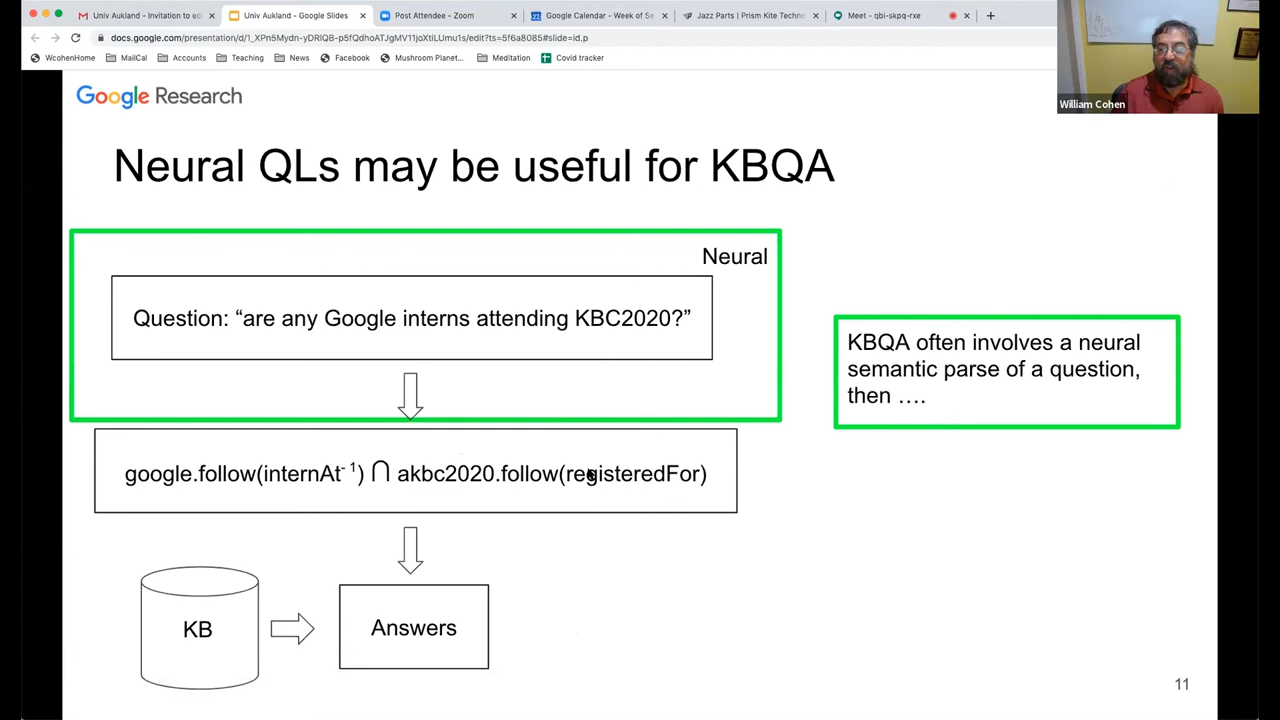 Univ Aukland - Invitation to edi
Univ Aukland - Google Slides
Post Attendee - Zoom
Google Calendar - Week of Se
Jazz Parts | Prism Kite Techno
Meet - qbi-skpq-rxe
docs.google.com/presentation/d/1_XPn5Mydn-yDRlQB-p5fQdhoATJgMV11joXtiLUmu1s/edit?ts=5f6a8085#slide=id.p
WcohenHome
MailCal
Accounts
Teaching
News
Facebook
Mushroom Planet...
Meditation
Covid tracker
William Cohen
Google Research
Neural QLs may be useful for KBQA
Neural
Question: “are any Google interns attending KBC2020?”
KBQA often involves a neural
semantic parse of a question,
then ….
google.follow(internAt⁻¹) ∩ akbc2020.follow(registeredFor)
KB
Answers
11